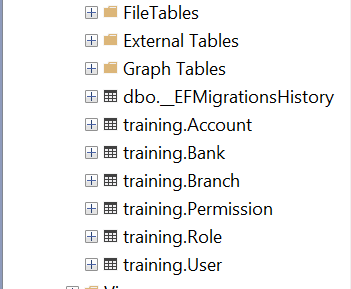 FileTables
External Tables
Graph Tables
dbo.__EFMigrationsHistory
training.Account
training.Bank
training.Branch
training.Permission
training.Role
training.User